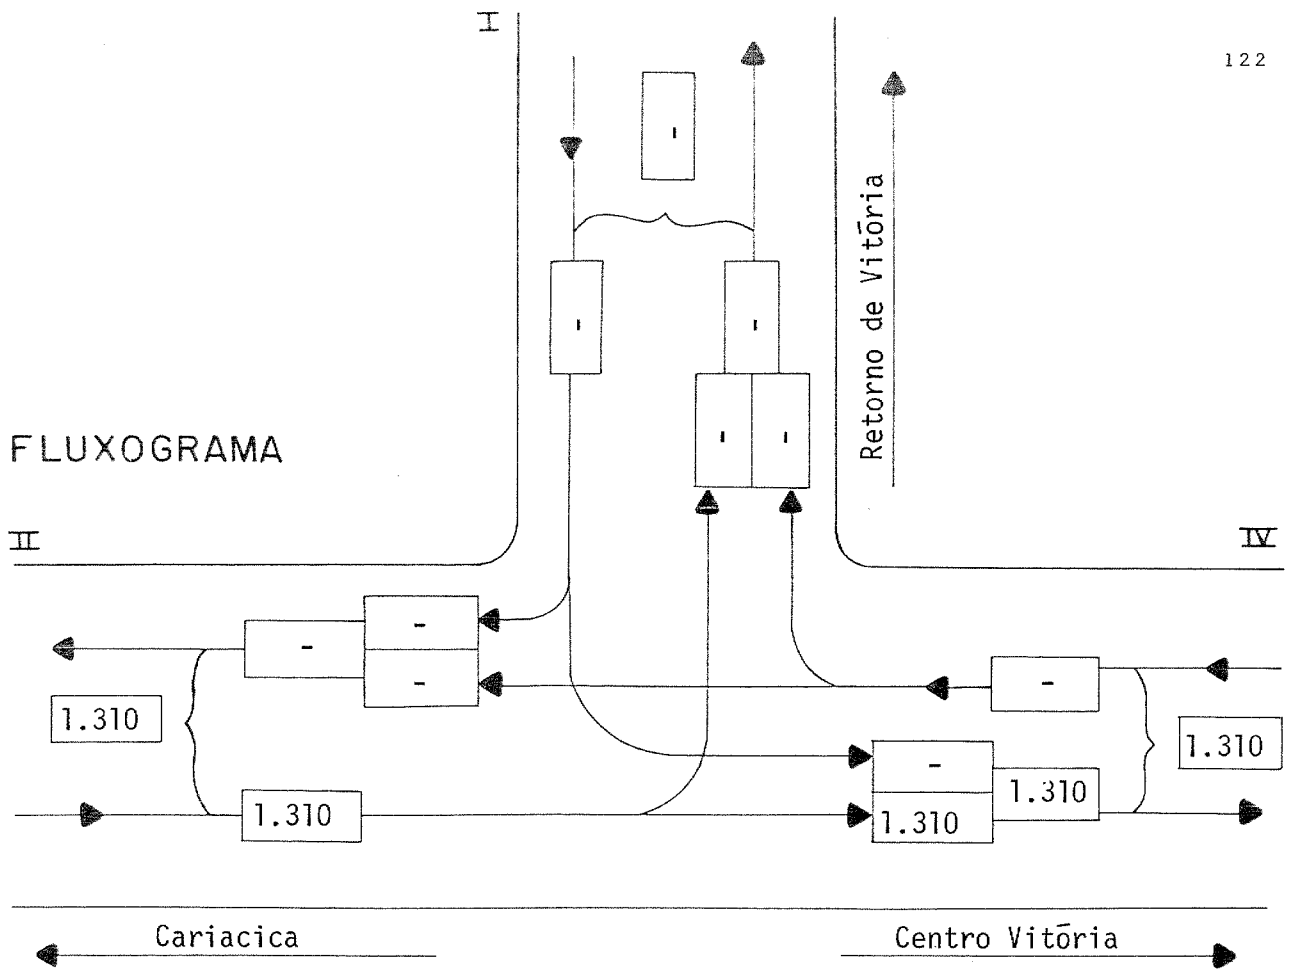 I
122
-
Retorno de Vitória
-
-
-
-
FLUXOGRAMA
II
IV
-
-
-
-
1.310
1.310
-
1.310
1.310
1.310
Cariacica
Centro Vitória